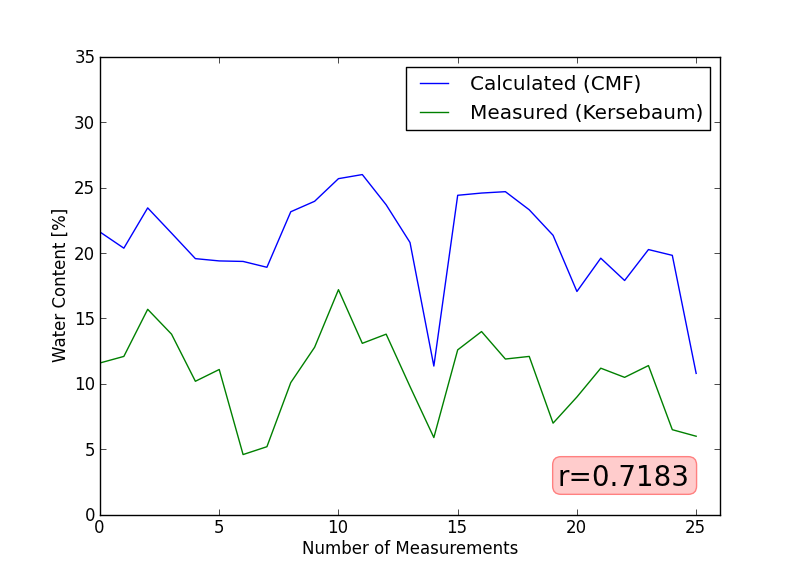 35
30
25
20
15
10
5
0
Water Content [%]
Calculated (CMF)
Measured (Kersebaum)
r=0.7183
0 5 10 15 20 25
Number of Measurements